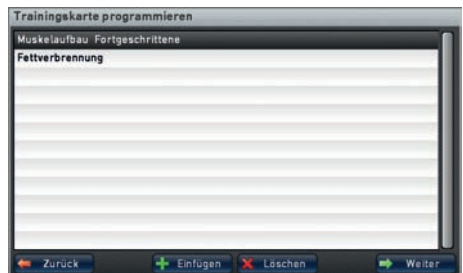 Trainingskarte programmieren
Muskelaufbau Fortgeschrittene
Fettverbrennung
Zurück Einfügen Löschen Weiter